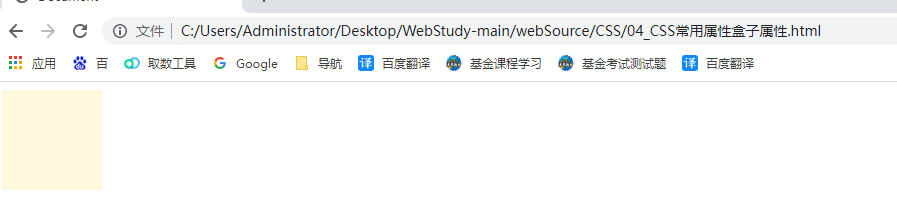 文件 | C:/Users/Administrator/Desktop/WebStudy-main/webSource/CSS/04_CSS常用属性盒子属性.html
应用 百 取数工具 Google 导航 译 百度翻译 基金课程学习 基金考试测试题 译 百度翻译